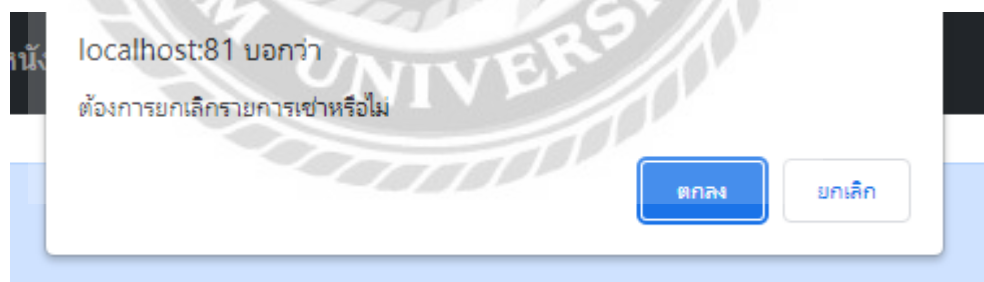 localhost:81 บอกว่า
ต้องการยกเลิกรายการเช่าหรือไม่
ตกลง
ยกเลิก
UNIVERS